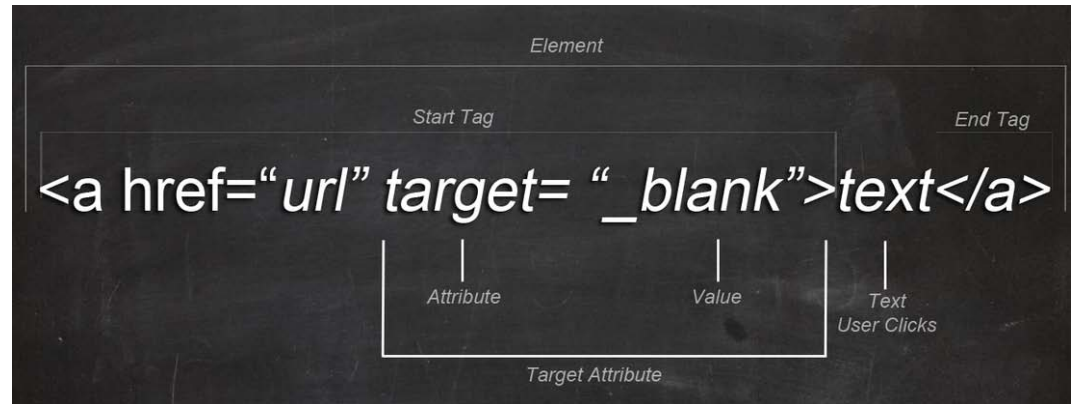 Element
Start Tag
End Tag
<a href=“url” target= “_blank”>text</a>
Attribute
Value
Text
User Clicks
Target Attribute